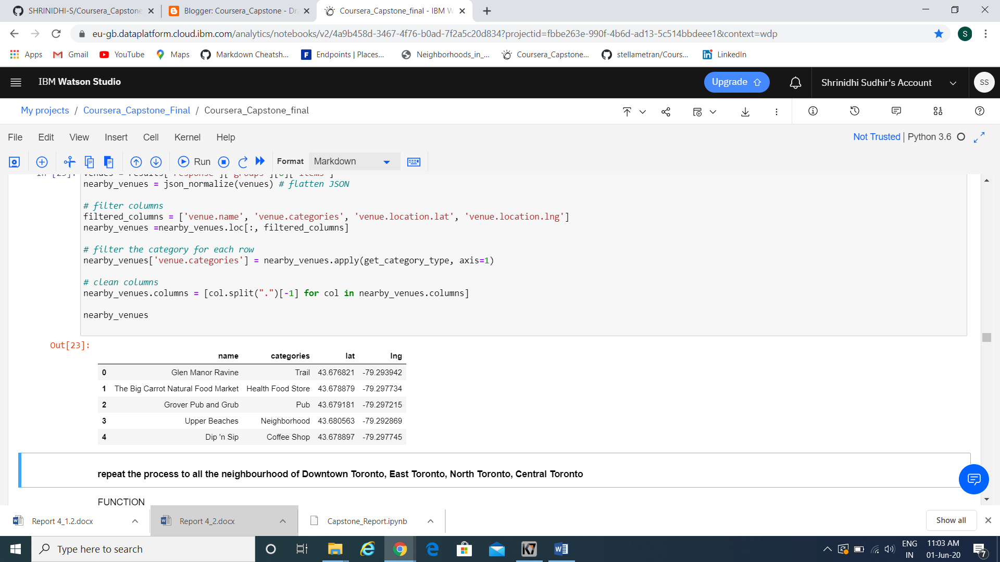 SHRINIDHI-S/Coursera_Capstone
Blogger: Coursera_Capstone - Dr
Coursera_Capstone_final - IBM W
eu-gb.dataplatform.cloud.ibm.com/analytics/notebooks/v2/4a9b458d-3467-4f76-b0ad-7f2a5c20d834?projectid=fbbe263e-990f-4b6d-ad13-5c514bbdeee1&context=wdp
S
Apps Gmail YouTube Maps Markdown Cheatsh... Endpoints | Places... Neighborhoods_in_... Coursera_Capstone... stellametran/Cours... LinkedIn
IBM Watson Studio
Upgrade
Shrinidhi Sudhir's Account
SS
My projects / Coursera_Capstone_Final / Coursera_Capstone_final
File Edit View Insert Cell Kernel Help
Not Trusted | Python 3.6
Run
Format
Markdown
In [23]: venues = results['response']['groups'][0]['items']
nearby_venues = json_normalize(venues) # flatten JSON
# filter columns
filtered_columns = ['venue.name', 'venue.categories', 'venue.location.lat', 'venue.location.lng']
nearby_venues =nearby_venues.loc[:, filtered_columns]
# filter the category for each row
nearby_venues['venue.categories'] = nearby_venues.apply(get_category_type, axis=1)
# clean columns
nearby_venues.columns = [col.split(".")[-1] for col in nearby_venues.columns]
nearby_venues
Out[23]:
name categories lat lng
0 Glen Manor Ravine Trail 43.676821 -79.293942
1 The Big Carrot Natural Food Market Health Food Store 43.678879 -79.297734
2 Grover Pub and Grub Pub 43.679181 -79.297215
3 Upper Beaches Neighborhood 43.680563 -79.292869
4 Dip 'n Sip Coffee Shop 43.678897 -79.297745
repeat the process to all the neighbourhood of Downtown Toronto, East Toronto, North Toronto, Central Toronto
FUNCTION
Report 4_1.2.docx
Report 4_2.docx
Capstone_Report.ipynb
Show all
Type here to search
ENG
IN
11:03 AM
01-Jun-20
7